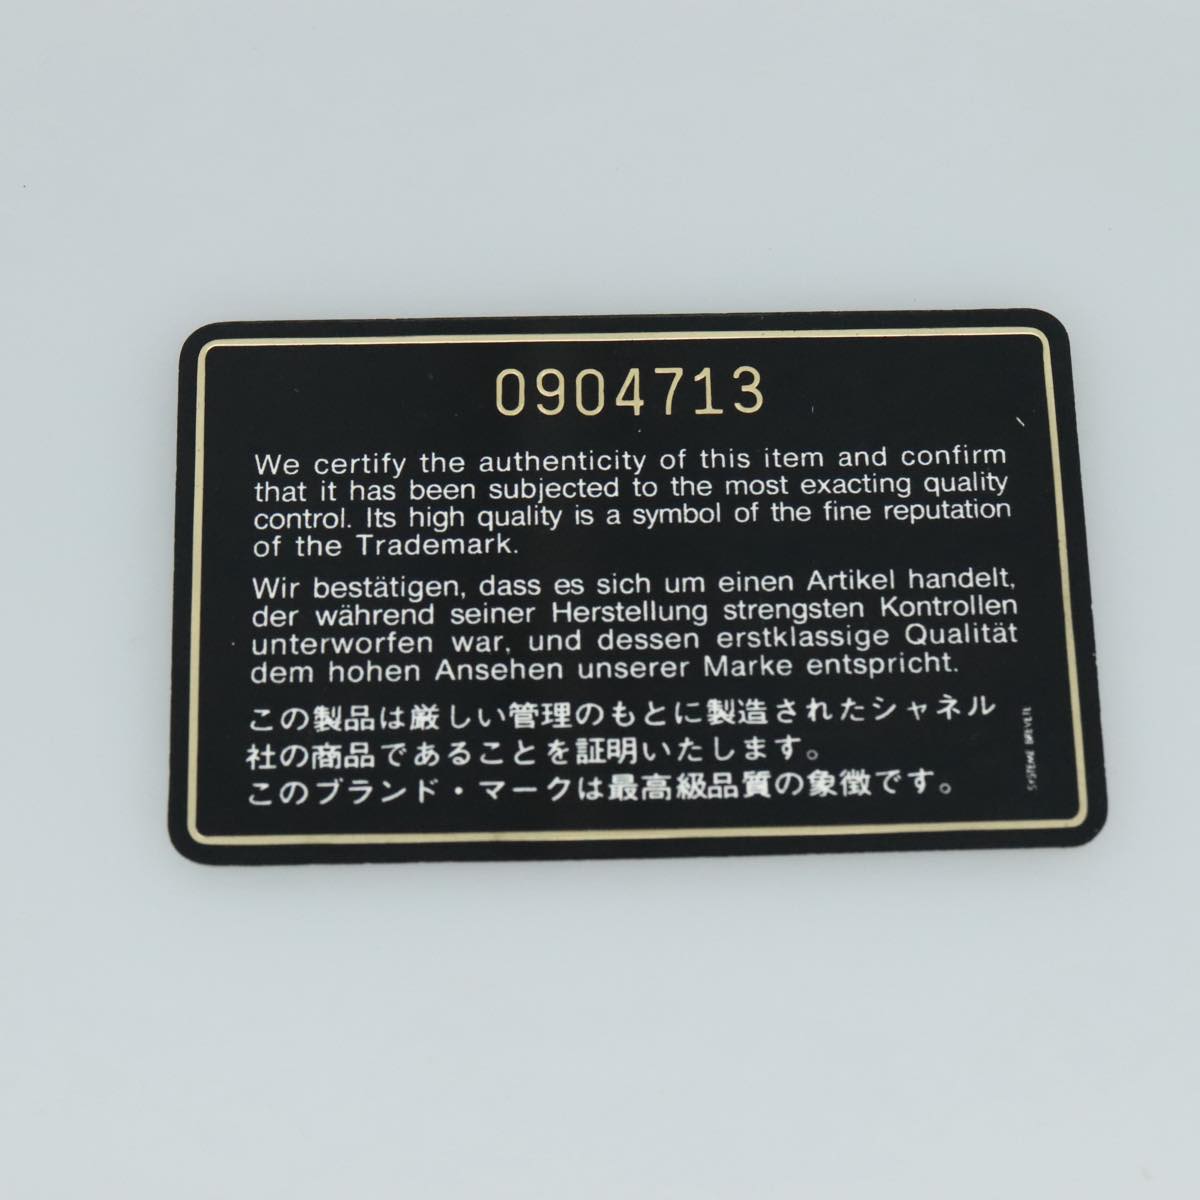 0904713
We certify the authenticity of this item and confirm
that it has been subjected to the most exacting quality
control. Its high quality is a symbol of the fine reputation
of the Trademark.
Wir bestätigen, dass es sich um einen Artikel handelt,
der während seiner Herstellung strengsten Kontrollen
unterworfen war, und dessen erstklassige Qualität
dem hohen Ansehen unserer Marke entspricht.
この製品は厳しい管理のもとに製造されたシャネル
社の商品であることを証明いたします。
このブランド・マークは最高級品質の象徴です。
SYSTEME BREVETE